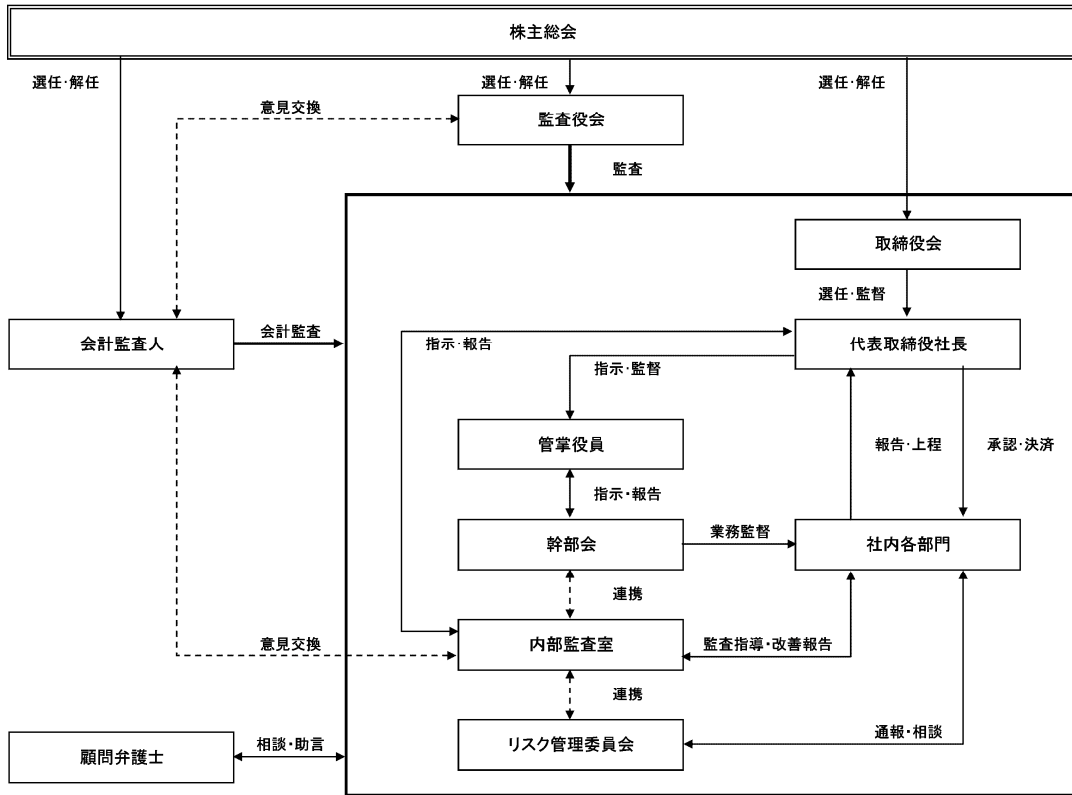 株主総会
選任･解任
選任･解任
選任･解任
意見交換
監査役会
監査
取締役会
選任･監督
会計監査人
会計監査
指示･報告
代表取締役社長
指示･監督
管掌役員
報告･上程
承認･決済
指示・報告
幹部会
業務監督
社内各部門
連携
意見交換
内部監査室
監査指導・改善報告
連携
リスク管理委員会
通報・相談
顧問弁護士
相談・助言